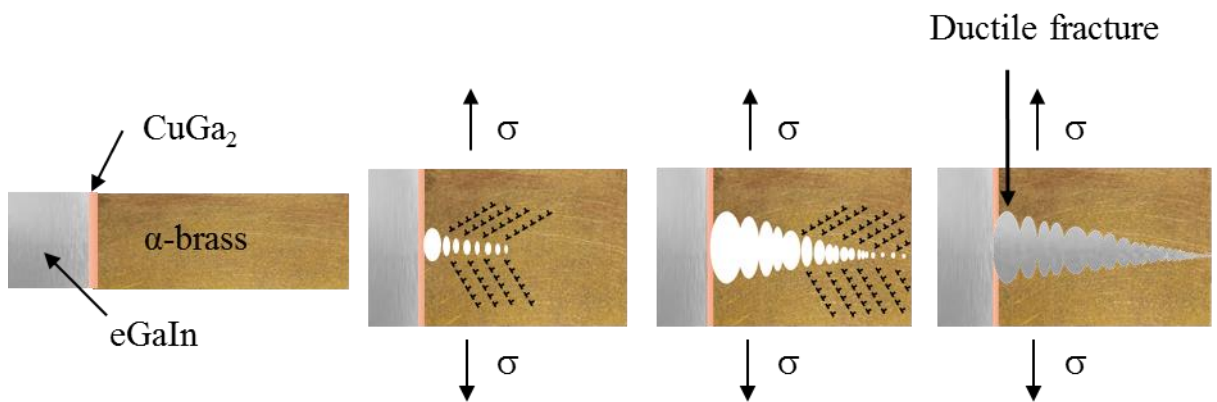 Ductile fracture
CuGa₂
σ
σ
σ
α-brass
eGaIn
σ
σ
σ